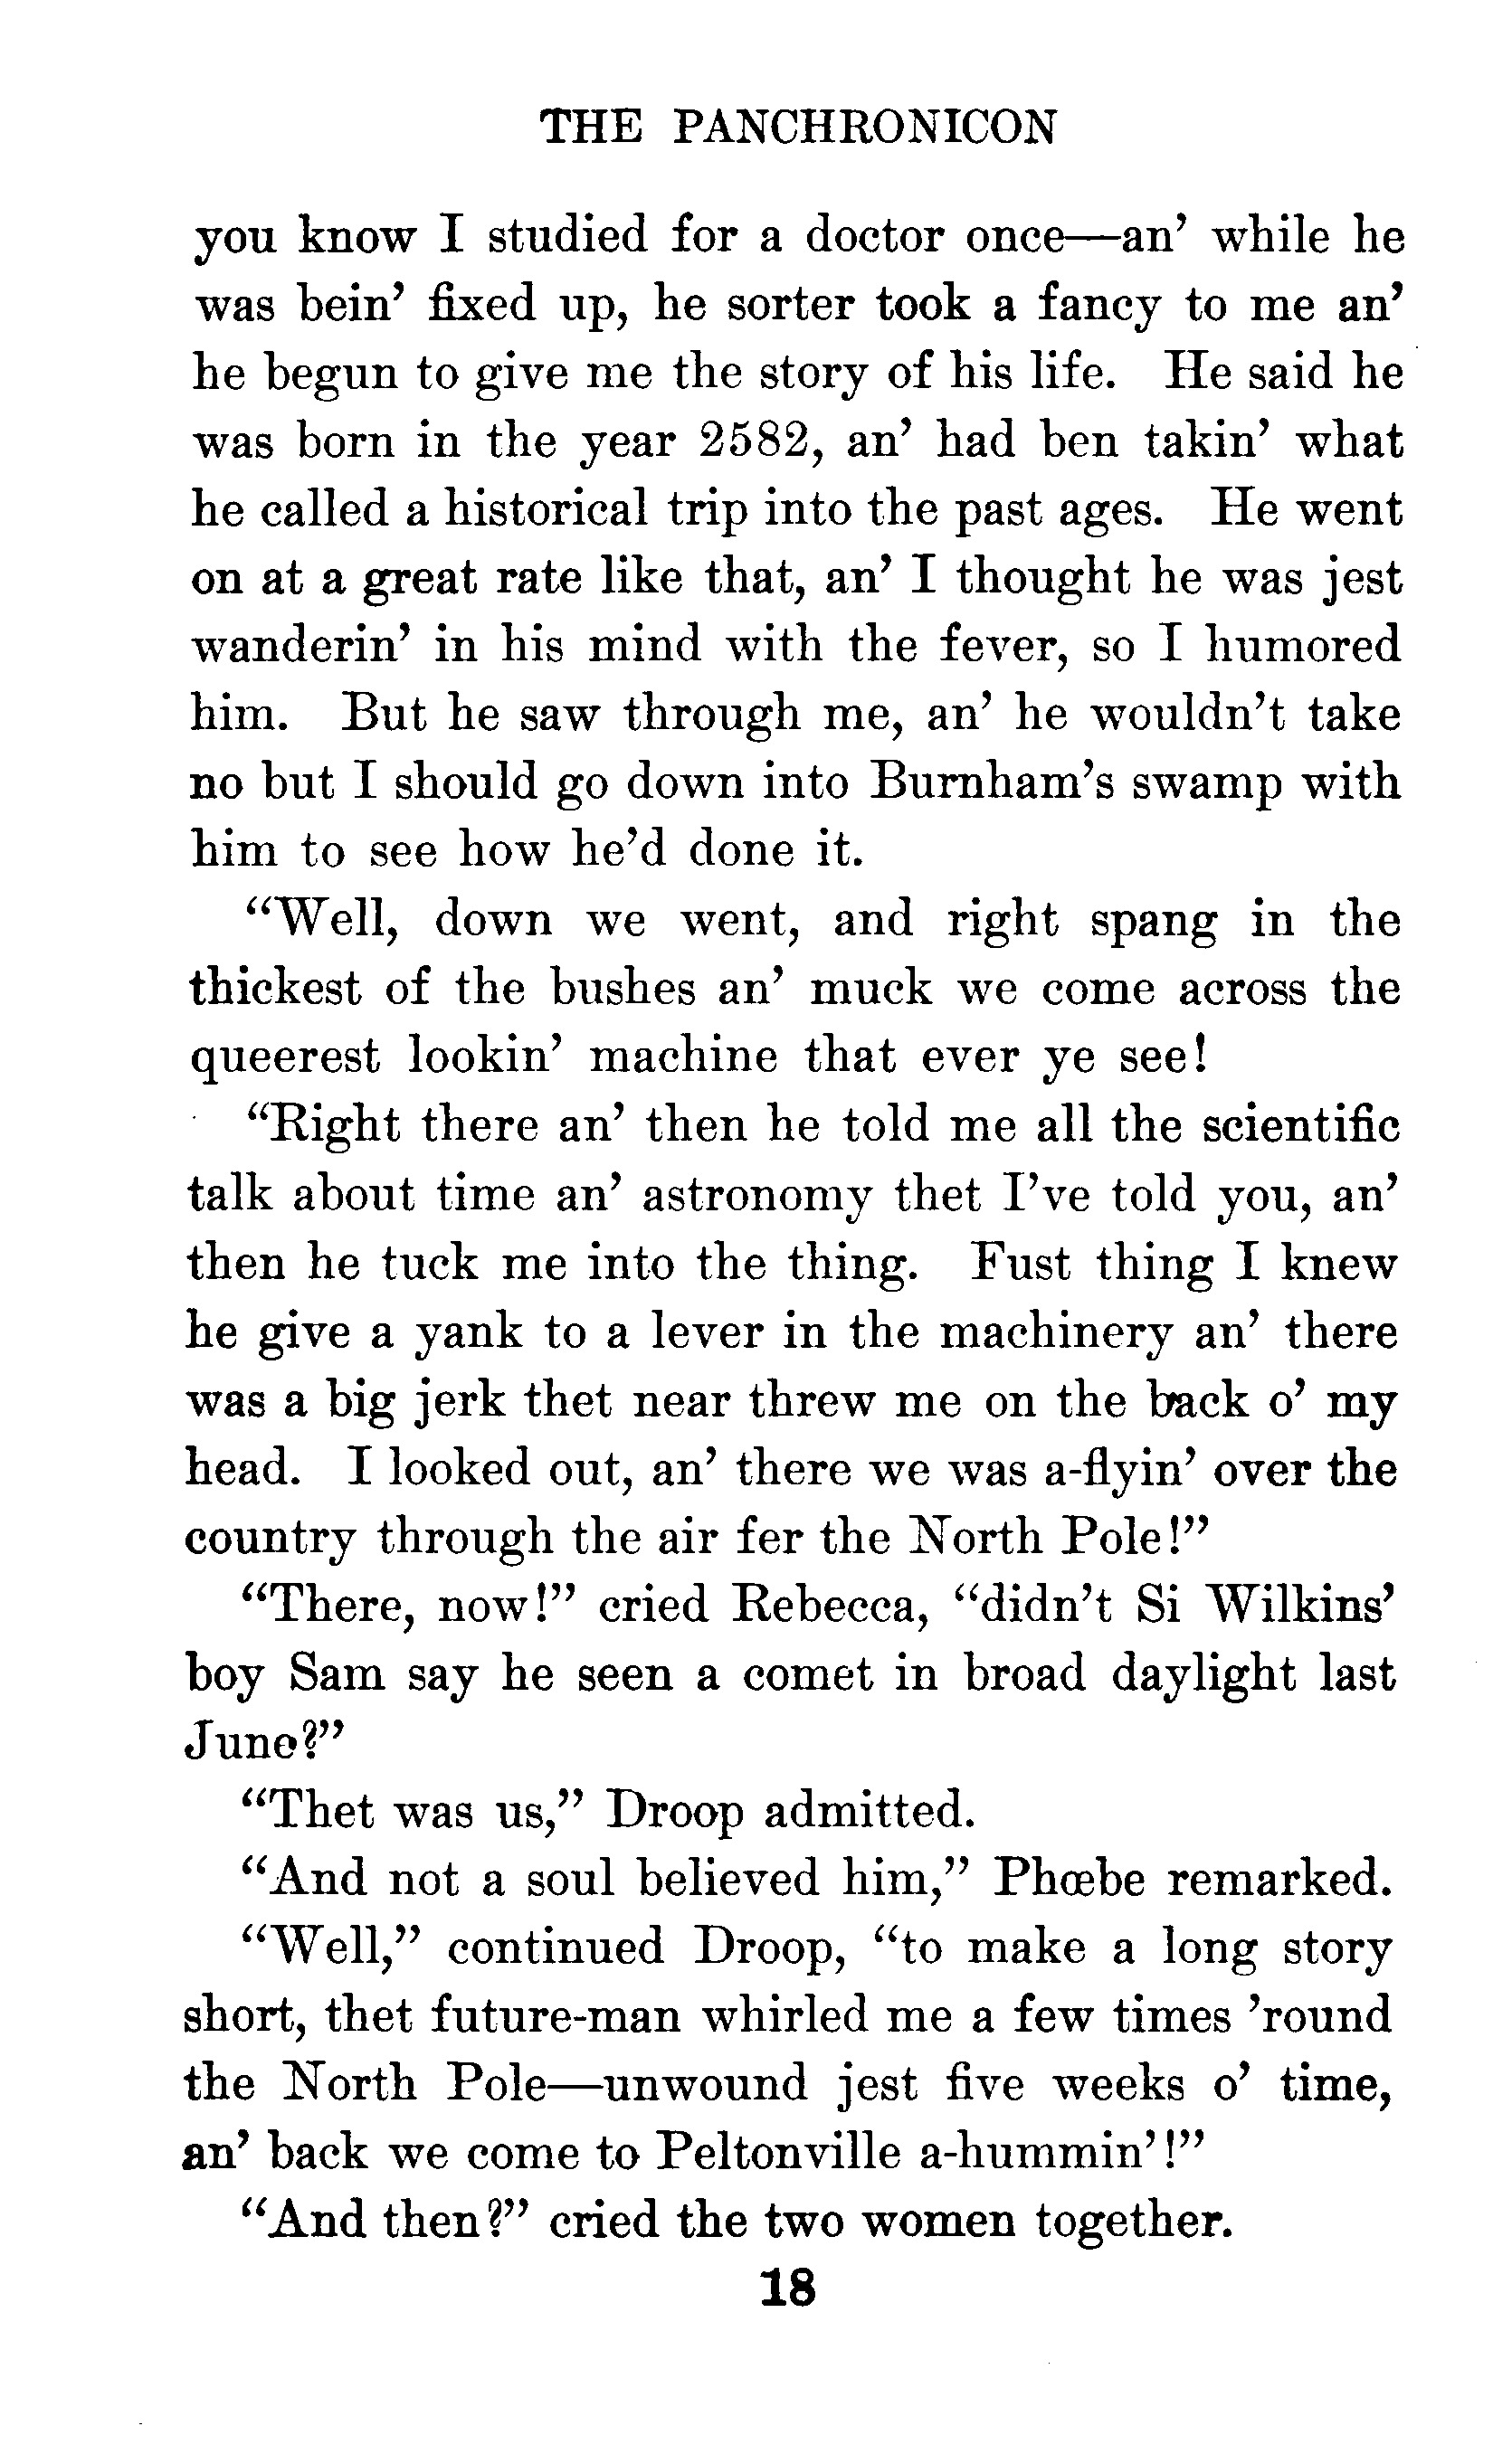 THE PANCHRONICON
you know I studied for a doctor once—an’ while he
was bein’ fixed up, he sorter took a fancy to me an’
he begun to give me the story of his life. He said he
was born in the year 2582, an’ had ben takin’ what
he called a historical trip into the past ages. He went
on at a great rate like that, an’ I thought he was jest
wanderin’ in his mind with the fever, so I humored
him. But he saw through me, an’ he wouldn’t take
no but I should go down into Burnham’s swamp with
him to see how he’d done it.
“Well, down we went, and right spang in the
thickest of the bushes an’ muck we come across the
queerest lookin’ machine that ever ye see!
“Right there an’ then he told me all the scientific
talk about time an’ astronomy thet I’ve told you, an’
then he tuck me into the thing. Fust thing I knew
he give a yank to a lever in the machinery an’ there
was a big jerk thet near threw me on the back o’ my
head. I looked out, an’ there we was a-flyin’ over the
country through the air fer the North Pole!”
“There, now!” cried Rebecca, “didn’t Si Wilkins’
boy Sam say he seen a comet in broad daylight last
June?”
“Thet was us,” Droop admitted.
“And not a soul believed him,” Phœbe remarked.
“Well,” continued Droop, “to make a long story
short, thet future-man whirled me a few times ’round
the North Pole—unwound jest five weeks o’ time,
an’ back we come to Peltonville a-hummin’!”
“And then?” cried the two women together.
18